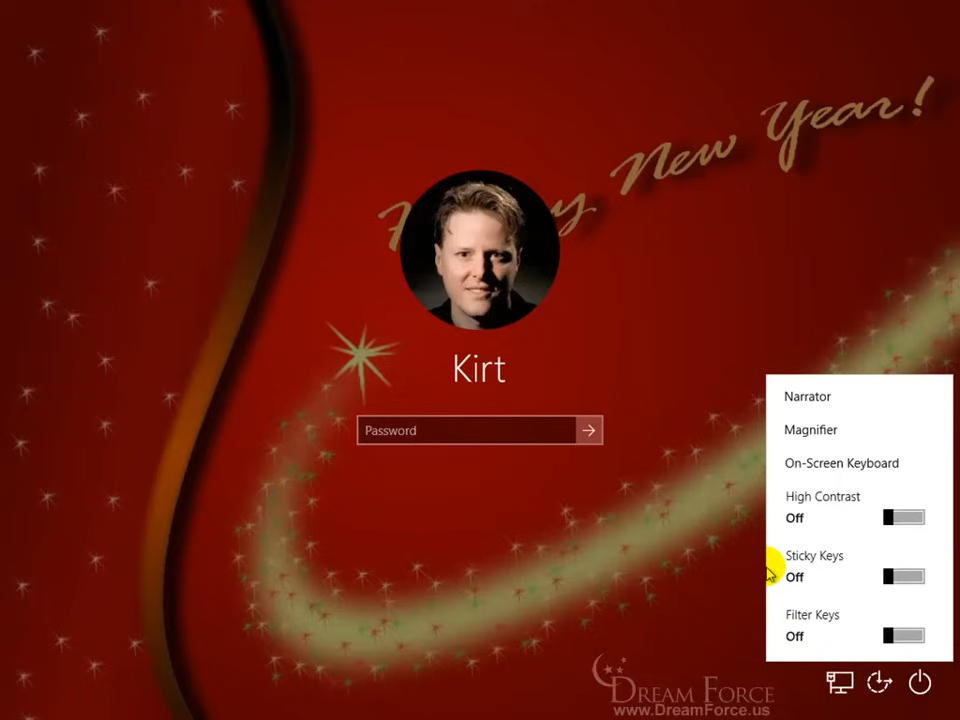 Happy New Year!
Kirt
Password
Narrator
Magnifier
On-Screen Keyboard
High Contrast
Off
Sticky Keys
Off
Filter Keys
Off
DREAM FORCE
www.DreamForce.us